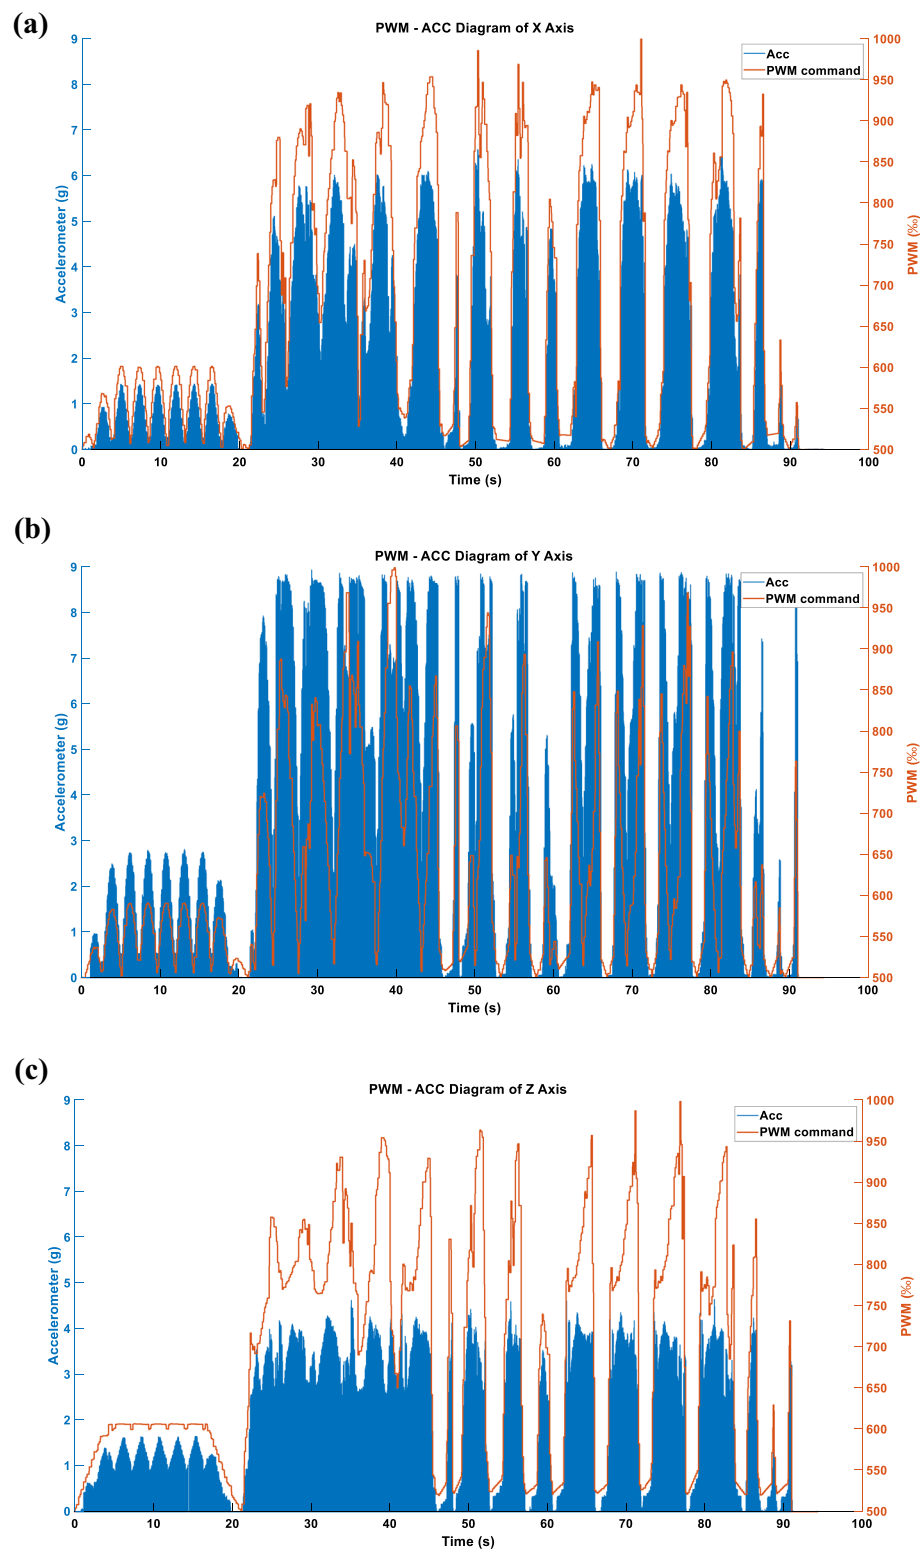 (a)
PWM - ACC Diagram of X Axis
9 8 7 6 5 4 3 2 1 0
Accelerometer (g)
1000 950 900 850 800 750 700 650 600 550 500
PWM (‰)
Acc
PWM command
0 10 20 30 40 50 60 70 80 90 100
Time (s)
(b)
PWM - ACC Diagram of Y Axis
9 8 7 6 5 4 3 2 1 0
Accelerometer (g)
1000 950 900 850 800 750 700 650 600 550 500
PWM (‰)
Acc
PWM command
0 10 20 30 40 50 60 70 80 90 100
Time (s)
(c)
PWM - ACC Diagram of Z Axis
9 8 7 6 5 4 3 2 1 0
Accelerometer (g)
1000 950 900 850 800 750 700 650 600 550 500
PWM (‰)
Acc
PWM command
0 10 20 30 40 50 60 70 80 90 100
Time (s)